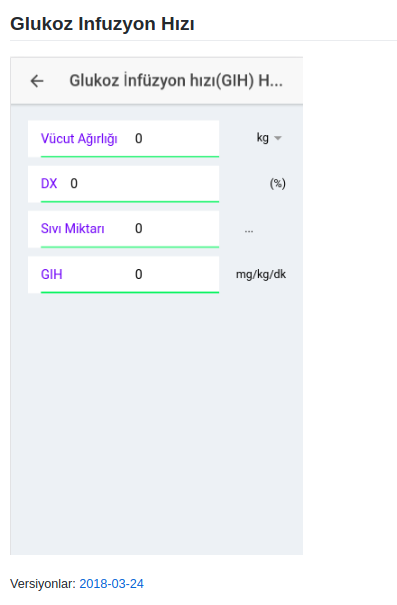 Glukoz Infuzyon Hızı
← Glukoz İnfüzyon hızı(GIH) H...
Vücut Ağırlığı 0 kg
DX 0 (%)
Sıvı Miktarı 0 ...
GIH 0 mg/kg/dk
Versiyonlar: 2018-03-24